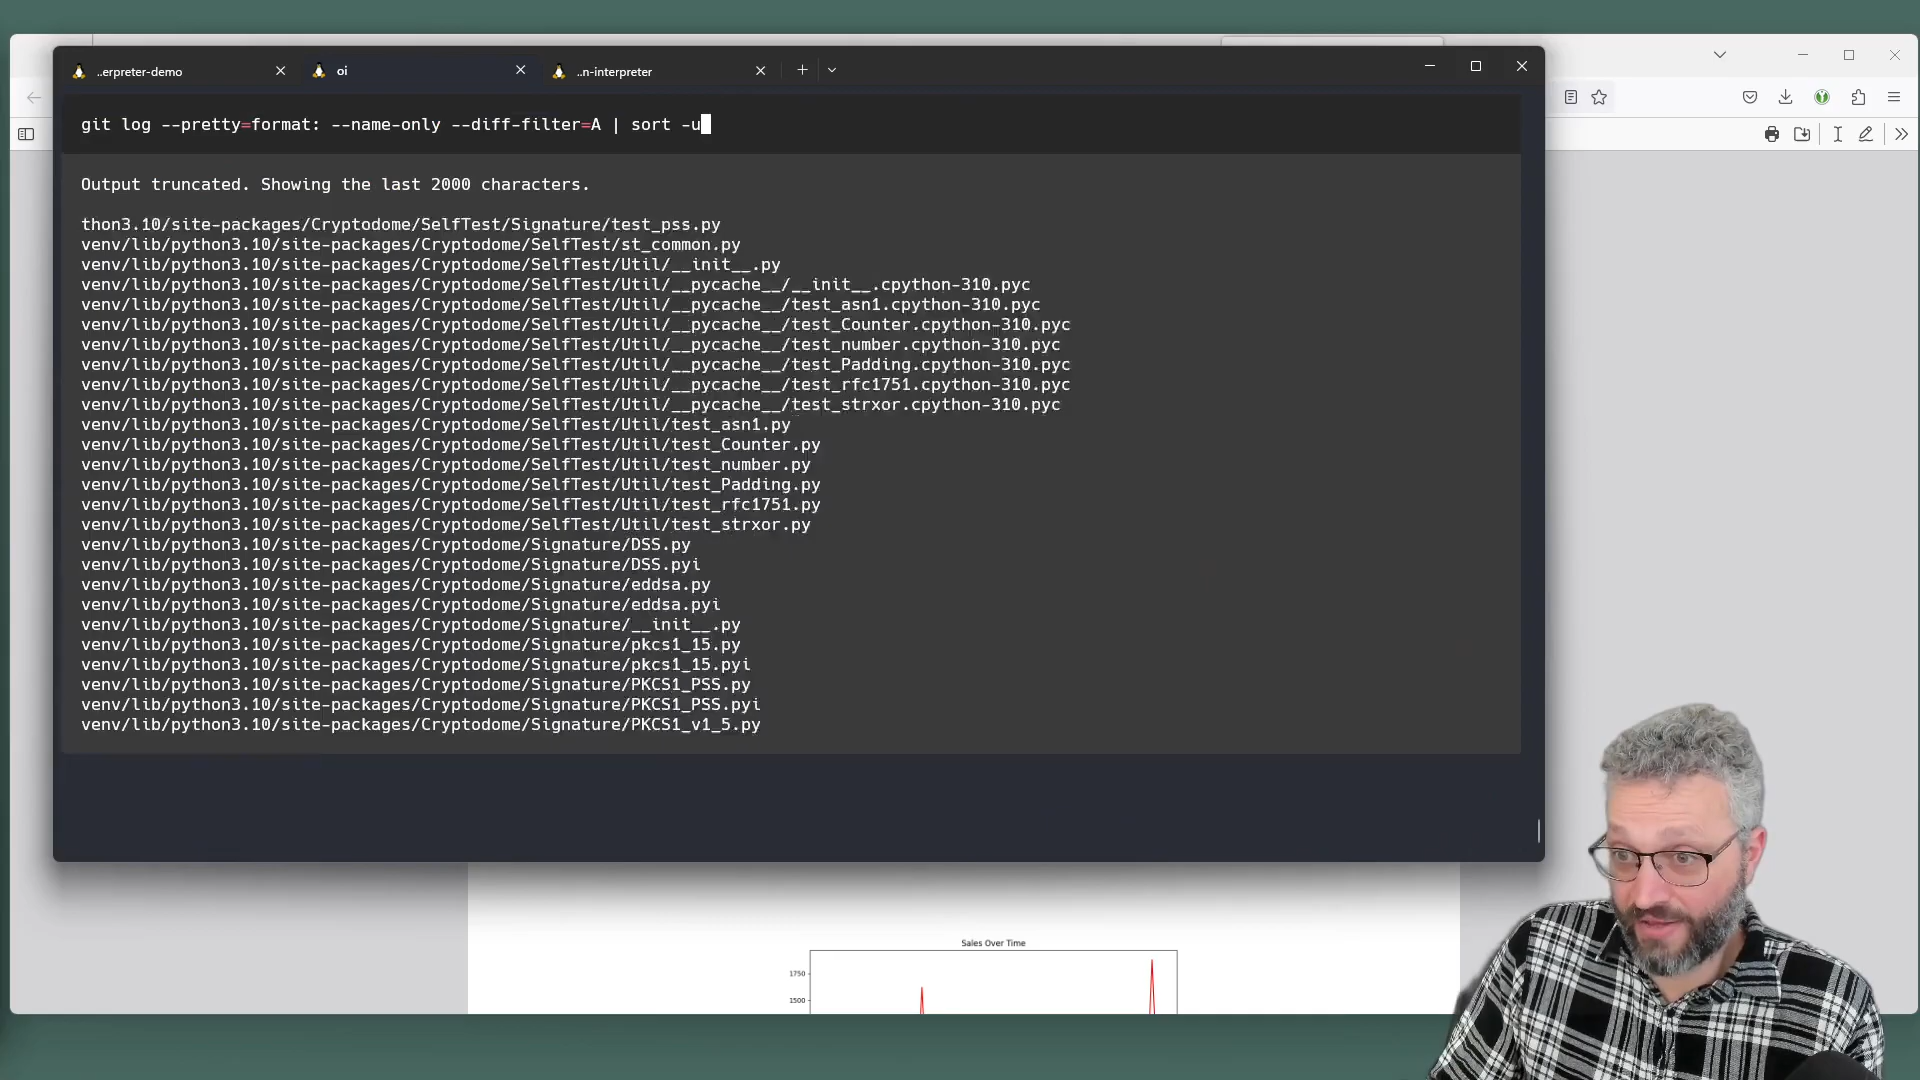 ..erpreter-demo
oi
..n-interpreter
git log --pretty=format: --name-only --diff-filter=A | sort -u
Output truncated. Showing the last 2000 characters.
thon3.10/site-packages/Cryptodome/SelfTest/Signature/test_pss.py
venv/lib/python3.10/site-packages/Cryptodome/SelfTest/st_common.py
venv/lib/python3.10/site-packages/Cryptodome/SelfTest/Util/__init__.py
venv/lib/python3.10/site-packages/Cryptodome/SelfTest/Util/__pycache__/__init__.cpython-310.pyc
venv/lib/python3.10/site-packages/Cryptodome/SelfTest/Util/__pycache__/test_asn1.cpython-310.pyc
venv/lib/python3.10/site-packages/Cryptodome/SelfTest/Util/__pycache__/test_Counter.cpython-310.pyc
venv/lib/python3.10/site-packages/Cryptodome/SelfTest/Util/__pycache__/test_number.cpython-310.pyc
venv/lib/python3.10/site-packages/Cryptodome/SelfTest/Util/__pycache__/test_Padding.cpython-310.pyc
venv/lib/python3.10/site-packages/Cryptodome/SelfTest/Util/__pycache__/test_rfc1751.cpython-310.pyc
venv/lib/python3.10/site-packages/Cryptodome/SelfTest/Util/__pycache__/test_strxor.cpython-310.pyc
venv/lib/python3.10/site-packages/Cryptodome/SelfTest/Util/test_asn1.py
venv/lib/python3.10/site-packages/Cryptodome/SelfTest/Util/test_Counter.py
venv/lib/python3.10/site-packages/Cryptodome/SelfTest/Util/test_number.py
venv/lib/python3.10/site-packages/Cryptodome/SelfTest/Util/test_Padding.py
venv/lib/python3.10/site-packages/Cryptodome/SelfTest/Util/test_rfc1751.py
venv/lib/python3.10/site-packages/Cryptodome/SelfTest/Util/test_strxor.py
venv/lib/python3.10/site-packages/Cryptodome/Signature/DSS.py
venv/lib/python3.10/site-packages/Cryptodome/Signature/DSS.pyi
venv/lib/python3.10/site-packages/Cryptodome/Signature/eddsa.py
venv/lib/python3.10/site-packages/Cryptodome/Signature/eddsa.pyi
venv/lib/python3.10/site-packages/Cryptodome/Signature/__init__.py
venv/lib/python3.10/site-packages/Cryptodome/Signature/pkcs1_15.py
venv/lib/python3.10/site-packages/Cryptodome/Signature/pkcs1_15.pyi
venv/lib/python3.10/site-packages/Cryptodome/Signature/PKCS1_PSS.py
venv/lib/python3.10/site-packages/Cryptodome/Signature/PKCS1_PSS.pyi
venv/lib/python3.10/site-packages/Cryptodome/Signature/PKCS1_v1_5.py
Sales Over Time
1750
1500